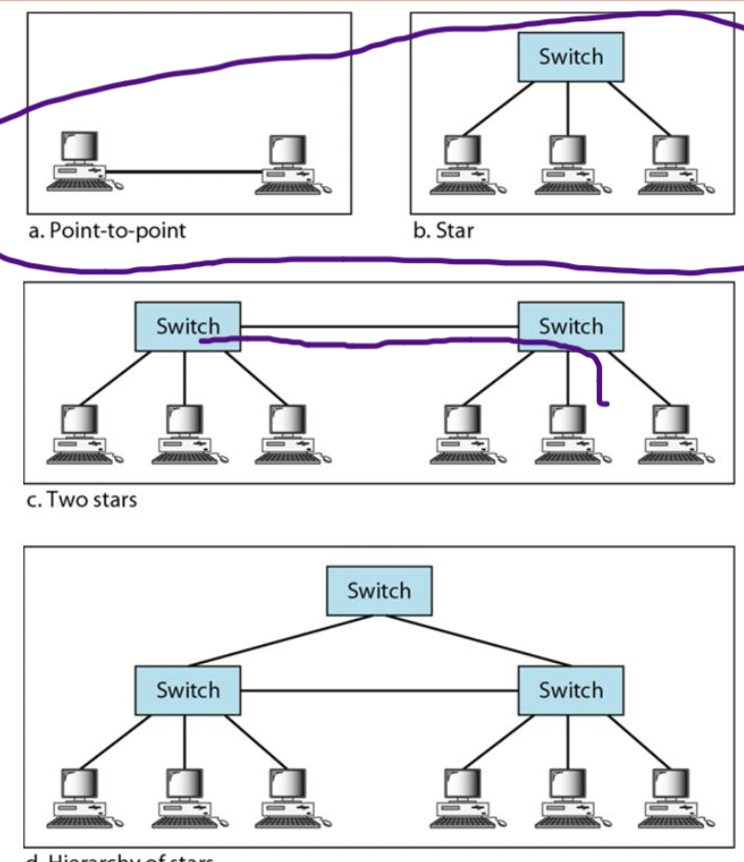 Switch
a. Point-to-point
b. Star
Switch
Switch
c. Two stars
Switch
Switch
Switch
d. Hierarchy of stars